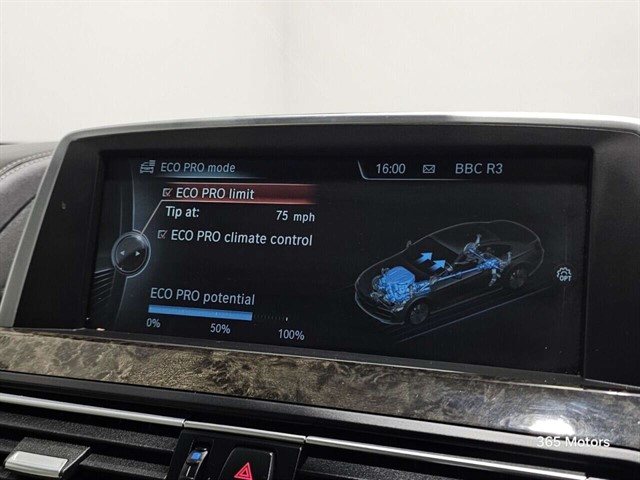 ECO PRO mode
16:00
BBC R3
ECO PRO limit
Tip at: 75 mph
ECO PRO climate control
OPT
ECO PRO potential
0% 50% 100%
365 Motors